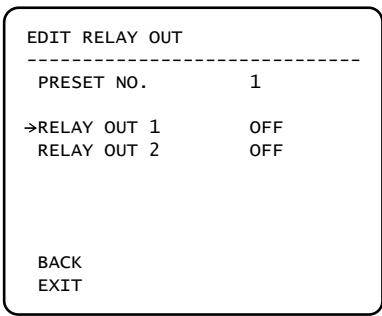 EDIT RELAY OUT
------------------------------
PRESET NO. 1
→RELAY OUT 1 OFF
RELAY OUT 2 OFF
BACK
EXIT